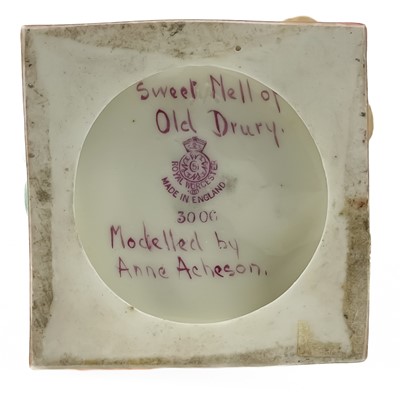 Sweet Nell of
Old Drury.
ROYAL WORCESTER
MADE IN ENGLAND
3006
Modelled by
Anne Acheson.